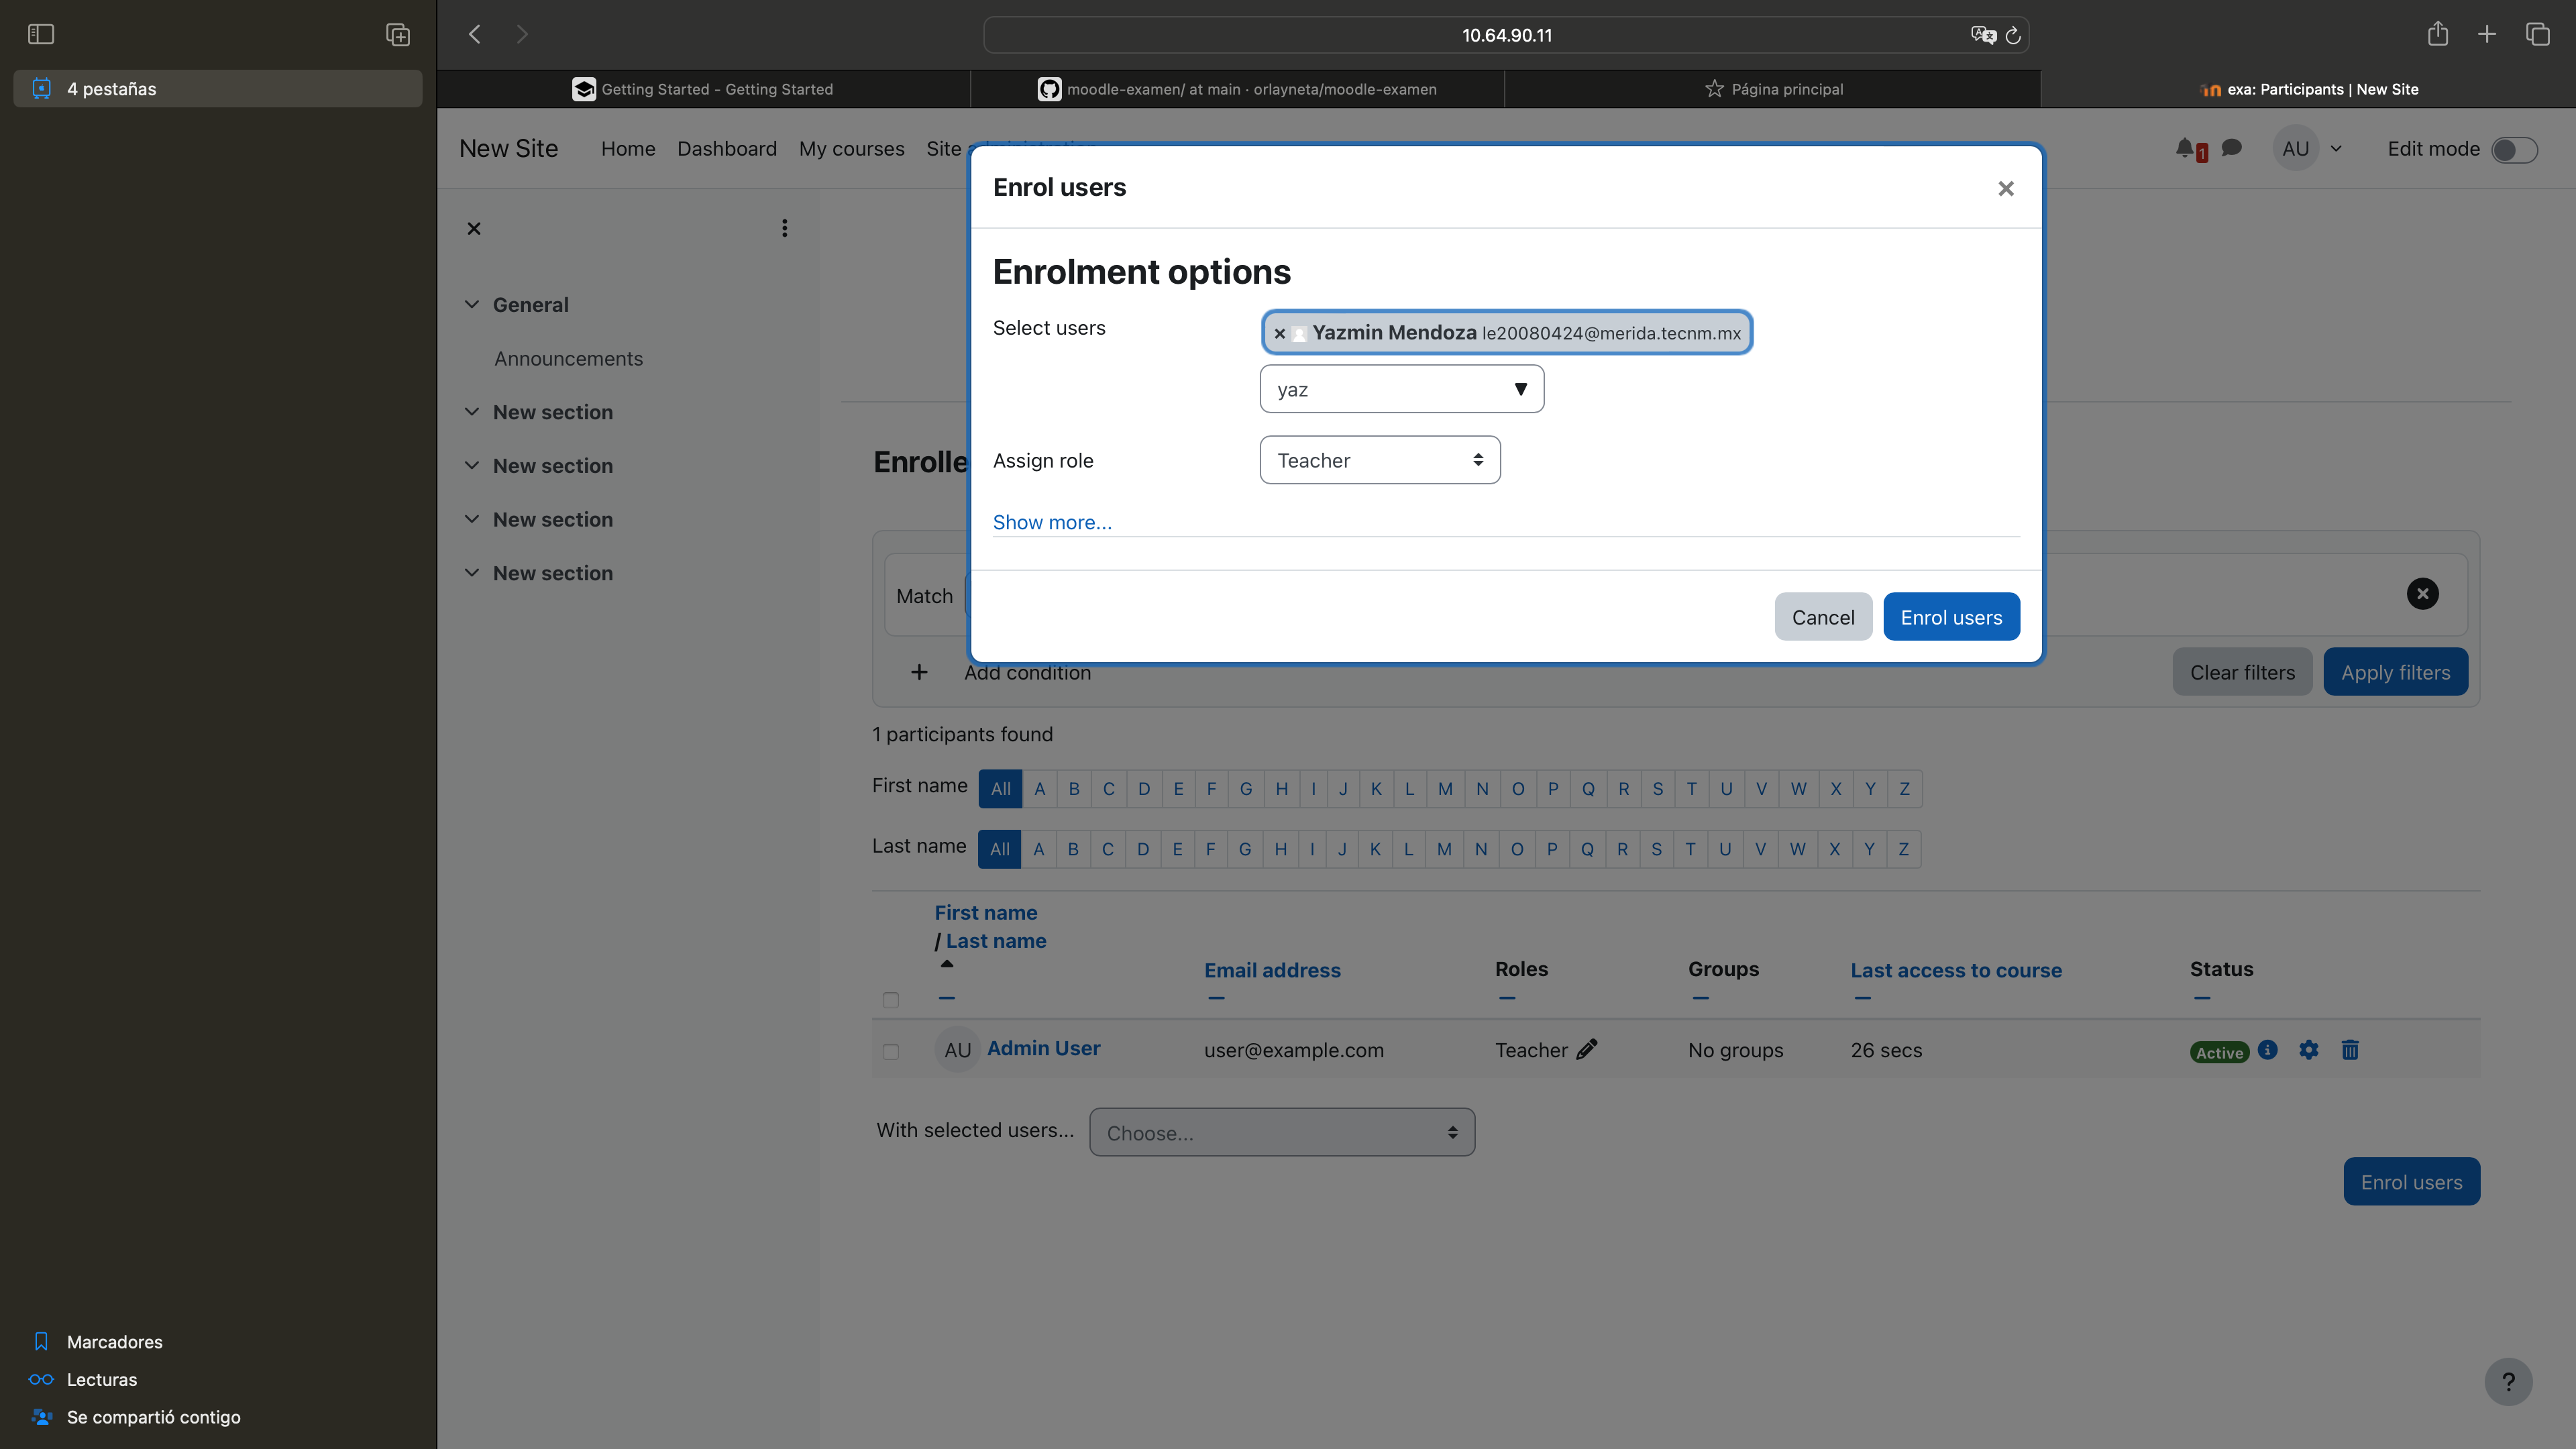 10.64.90.11
4 pestañas
Getting Started - Getting Started
moodle-examen/ at main · orlayneta/moodle-examen
Página principal
exa: Participants | New Site
New Site
Home
Dashboard
My courses
Site administration
1
AU
Edit mode
General
Announcements
New section
New section
New section
New section
Enrol users
×
Enrolment options
Select users
× Yazmin Mendoza le20080424@merida.tecnm.mx
yaz
▼
Assign role
Teacher
Show more...
Cancel
Enrol users
Enrolle
Match
+ Add condition
Clear filters
Apply filters
1 participants found
First name All A B C D E F G H I J K L M N O P Q R S T U V W X Y Z
Last name All A B C D E F G H I J K L M N O P Q R S T U V W X Y Z
First name
/ Last name
Email address
Roles
Groups
Last access to course
Status
AU Admin User
user@example.com
Teacher
No groups
26 secs
Active
With selected users...
Choose...
Enrol users
Marcadores
Lecturas
Se compartió contigo
?